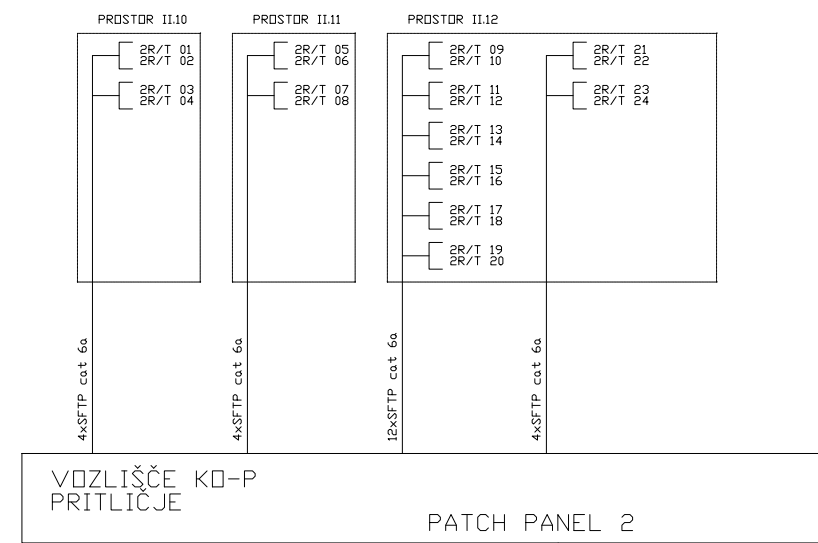 PROSTOR II.10
2R/T 01
2R/T 02
2R/T 03
2R/T 04
4xSFTP cat 6a
PROSTOR II.11
2R/T 05
2R/T 06
2R/T 07
2R/T 08
4xSFTP cat 6a
PROSTOR II.12
2R/T 09
2R/T 10
2R/T 11
2R/T 12
2R/T 13
2R/T 14
2R/T 15
2R/T 16
2R/T 17
2R/T 18
2R/T 19
2R/T 20
12xSFTP cat 6a
2R/T 21
2R/T 22
2R/T 23
2R/T 24
4xSFTP cat 6a
VOZLIŠČE KO-P
PRITLIČJE
PATCH PANEL 2